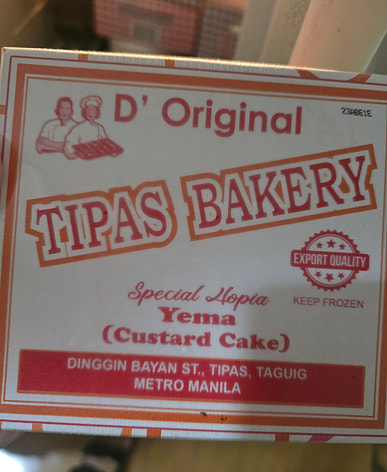 D' Original
TIPAS BAKERY
EXPORT QUALITY
KEEP FROZEN
Special Hopia
Yema
(Custard Cake)
DINGGIN BAYAN ST., TIPAS, TAGUIG
METRO MANILA